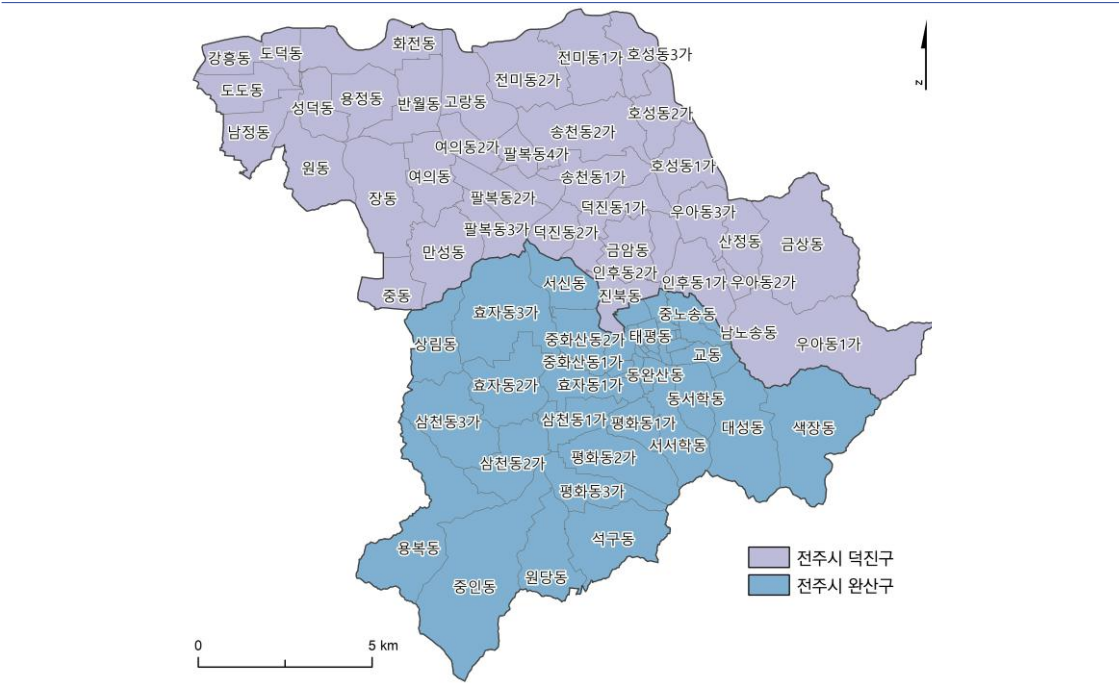 화전동
강흥동
도덕동
전미동1가
호성동3가
전미동2가
도도동
용정동
반월동
고랑동
성덕동
호성동2가
남정동
송천동2가
여의동2가
팔복동4가
원동
호성동1가
여의동
송천동1가
장동
팔복동2가
덕진동1가
우아동3가
팔복동3가
덕진동2가
산정동
금상동
만성동
금암동
인후동2가
서신동
인후동1가
우아동2가
중동
진북동
효자동3가
중노송동
남노송동
상림동
중화산동2가
태평동
우아동1가
교동
중화산동1가
동완산동
효자동2가
효자동1가
동서학동
삼천동3가
삼천동1가
평화동1가
대성동
색장동
서서학동
삼천동2가
평화동2가
평화동3가
용복동
석구동
중인동
원당동
전주시 덕진구
전주시 완산구
0
5 km
z